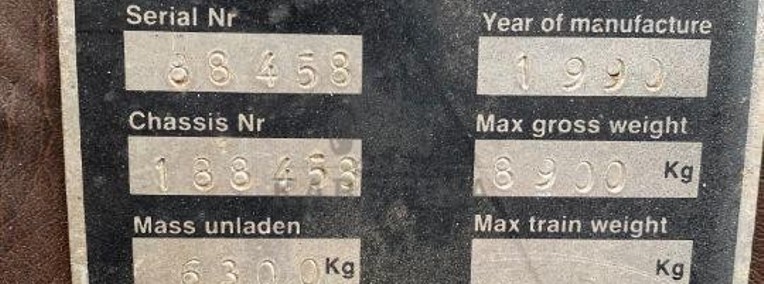 Serial Nr
Year of manufacture
88458
1990
Chassis Nr
Max gross weight
188458
8900 Kg
Mass unladen
Max train weight
6300 Kg
Kg